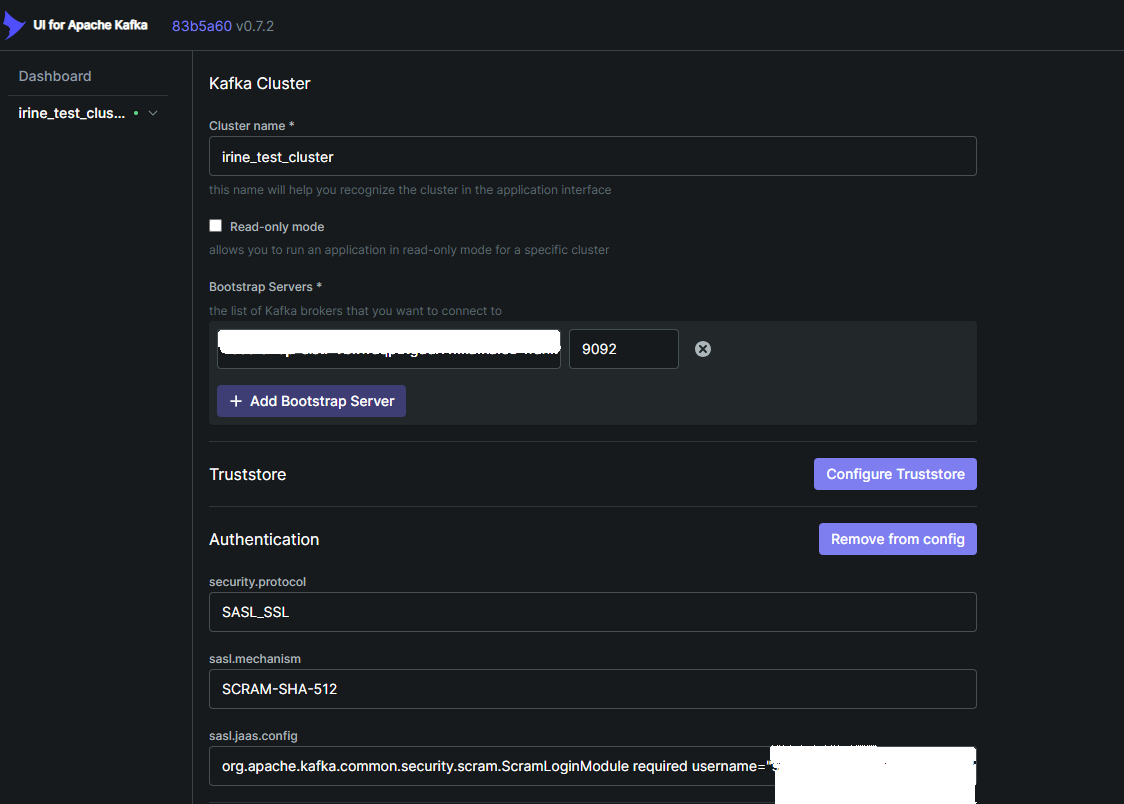 UI for Apache Kafka 83b5a60 v0.7.2
Dashboard
irine_test_clus...
Kafka Cluster
Cluster name *
irine_test_cluster
this name will help you recognize the cluster in the application interface
Read-only mode
allows you to run an application in read-only mode for a specific cluster
Bootstrap Servers *
the list of Kafka brokers that you want to connect to
9092
+ Add Bootstrap Server
Truststore
Configure Truststore
Authentication
Remove from config
security.protocol
SASL_SSL
sasl.mechanism
SCRAM-SHA-512
sasl.jaas.config
org.apache.kafka.common.security.scram.ScramLoginModule required username="